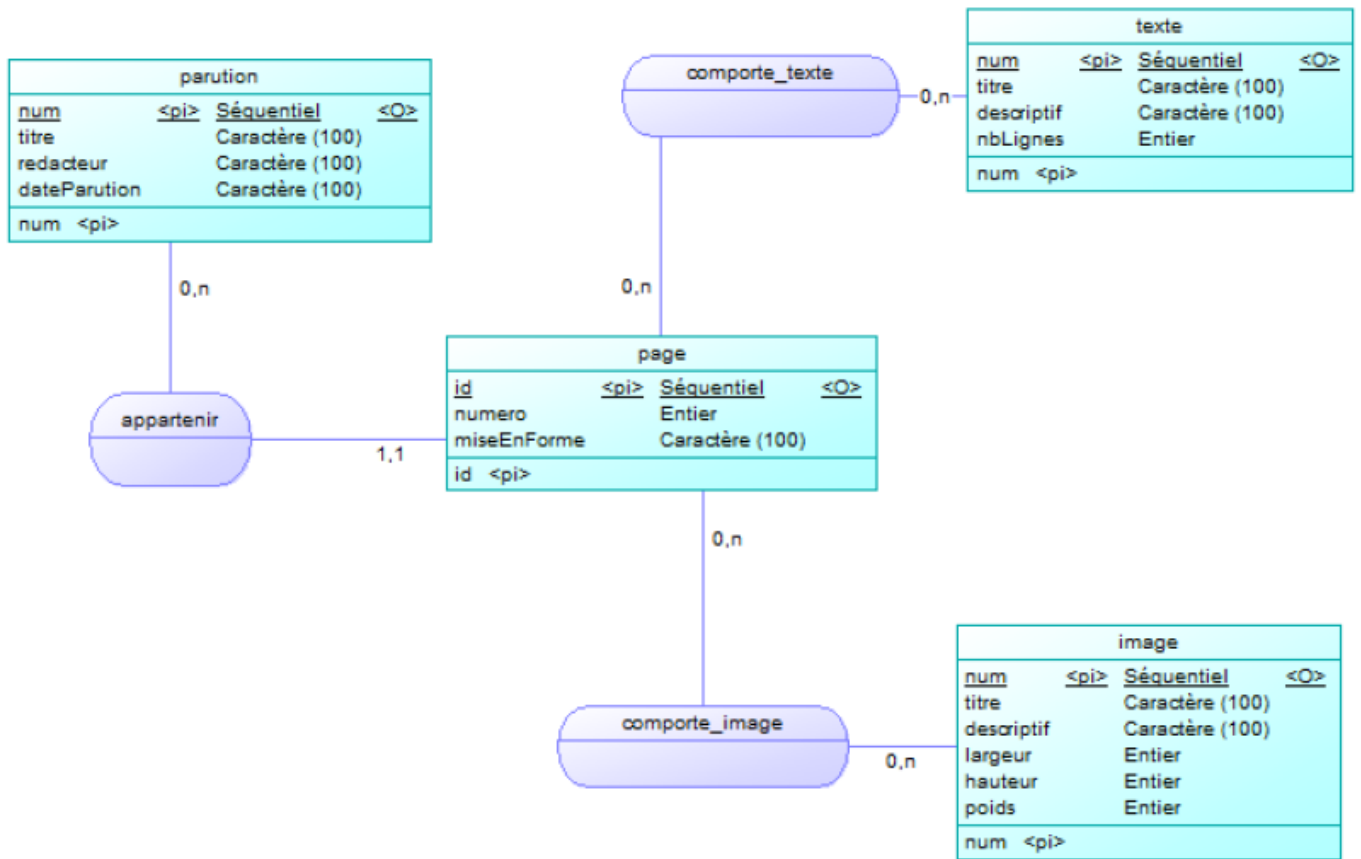 parution
num <pi> Séquentiel <O>
titre Caractère (100)
redacteur Caractère (100)
dateParution Caractère (100)
num <pi>
0,n
appartenir
1,1
comporte_texte
0,n
0,n
texte
num <pi> Séquentiel <O>
titre Caractère (100)
descriptif Caractère (100)
nbLignes Entier
num <pi>
page
id <pi> Séquentiel <O>
numero Entier
miseEnForme Caractère (100)
id <pi>
0,n
comporte_image
0,n
image
num <pi> Séquentiel <O>
titre Caractère (100)
descriptif Caractère (100)
largeur Entier
hauteur Entier
poids Entier
num <pi>